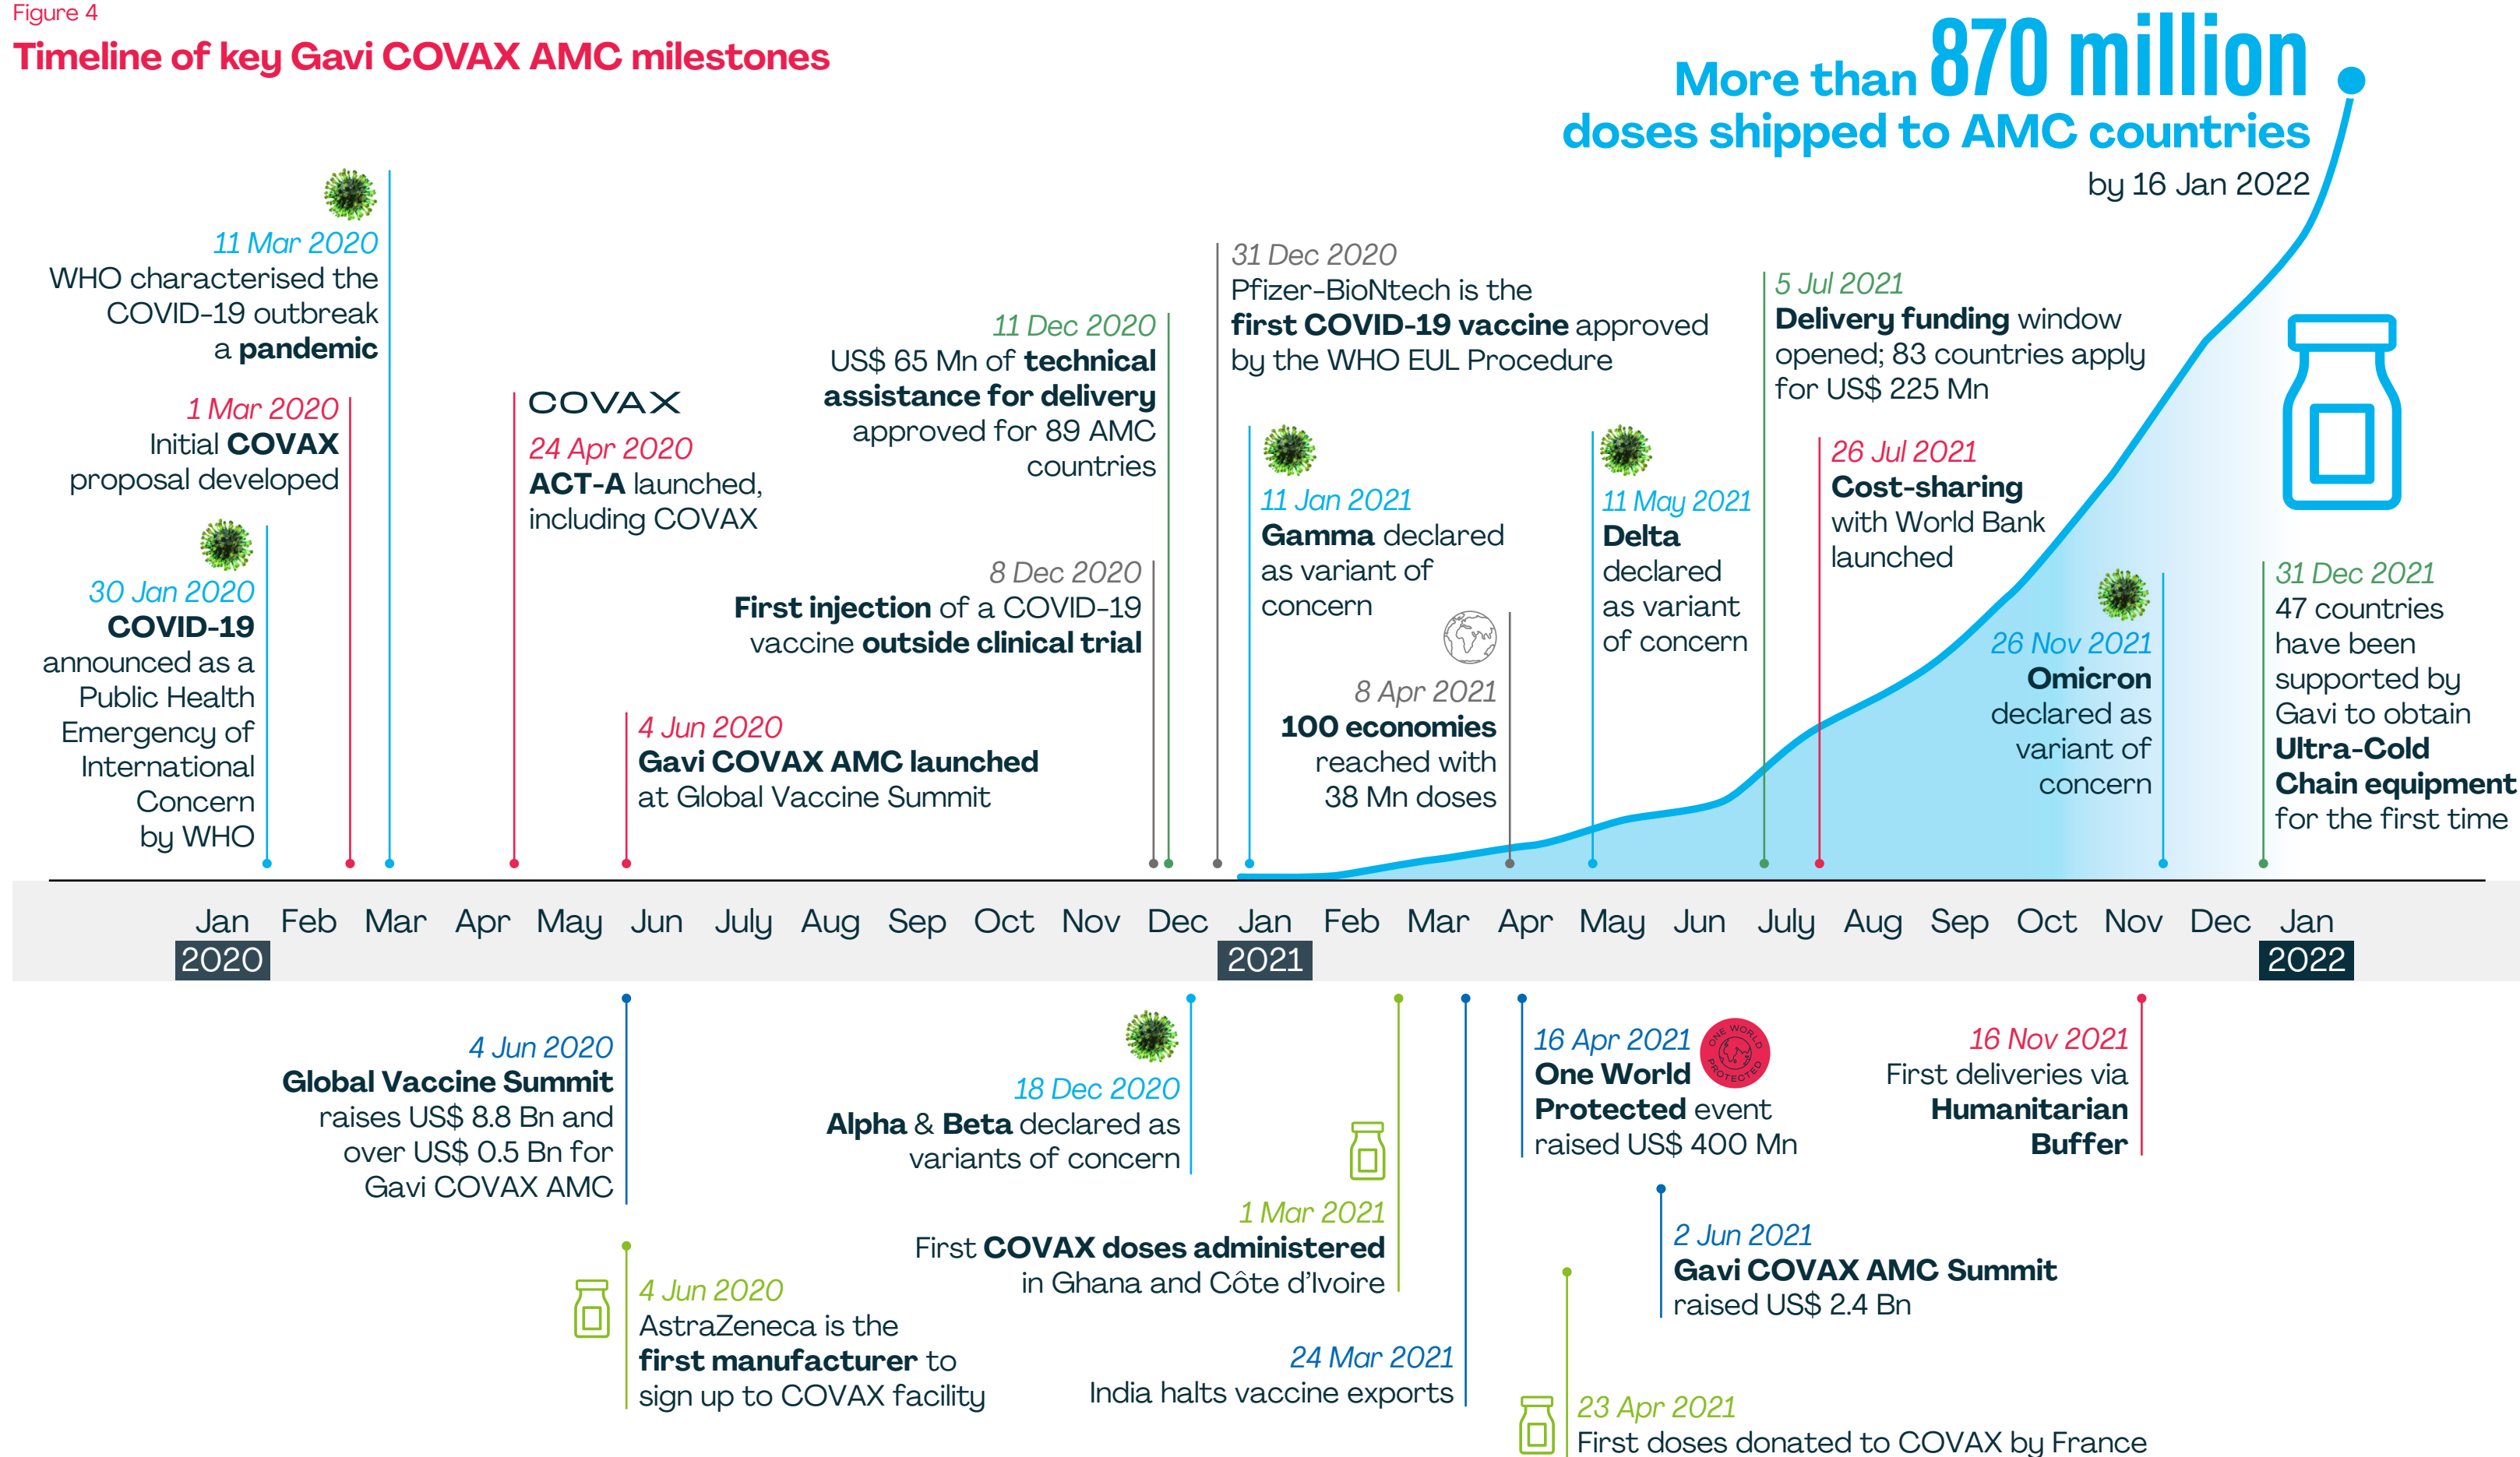 Figure 4
Timeline of key Gavi COVAX AMC milestones
More than 870 million
doses shipped to AMC countries
by 16 Jan 2022
11 Mar 2020
WHO characterised the
COVID-19 outbreak
a pandemic
1 Mar 2020
Initial COVAX
proposal developed
30 Jan 2020
COVID-19
announced as a
Public Health
Emergency of
International
Concern
by WHO
COVAX
24 Apr 2020
ACT-A launched,
including COVAX
4 Jun 2020
Gavi COVAX AMC launched
at Global Vaccine Summit
11 Dec 2020
US$ 65 Mn of technical
assistance for delivery
approved for 89 AMC
countries
8 Dec 2020
First injection of a COVID-19
vaccine outside clinical trial
31 Dec 2020
Pfizer-BioNtech is the
first COVID-19 vaccine approved
by the WHO EUL Procedure
11 Jan 2021
Gamma declared
as variant of
concern
8 Apr 2021
100 economies
reached with
38 Mn doses
11 May 2021
Delta
declared
as variant
of concern
5 Jul 2021
Delivery funding window
opened; 83 countries apply
for US$ 225 Mn
26 Jul 2021
Cost-sharing
with World Bank
launched
26 Nov 2021
Omicron
declared as
variant of
concern
31 Dec 2021
47 countries
have been
supported by
Gavi to obtain
Ultra-Cold
Chain equipment
for the first time
Jan Feb Mar Apr May Jun July Aug Sep Oct Nov Dec Jan Feb Mar Apr May Jun July Aug Sep Oct Nov Dec Jan
2020 2021 2022
4 Jun 2020
Global Vaccine Summit
raises US$ 8.8 Bn and
over US$ 0.5 Bn for
Gavi COVAX AMC
4 Jun 2020
AstraZeneca is the
first manufacturer to
sign up to COVAX facility
18 Dec 2020
Alpha & Beta declared as
variants of concern
1 Mar 2021
First COVAX doses administered
in Ghana and Côte d’Ivoire
24 Mar 2021
India halts vaccine exports
16 Apr 2021
One World
Protected event
raised US$ 400 Mn
ONE WORLD
PROTECTED
2 Jun 2021
Gavi COVAX AMC Summit
raised US$ 2.4 Bn
23 Apr 2021
First doses donated to COVAX by France
16 Nov 2021
First deliveries via
Humanitarian
Buffer